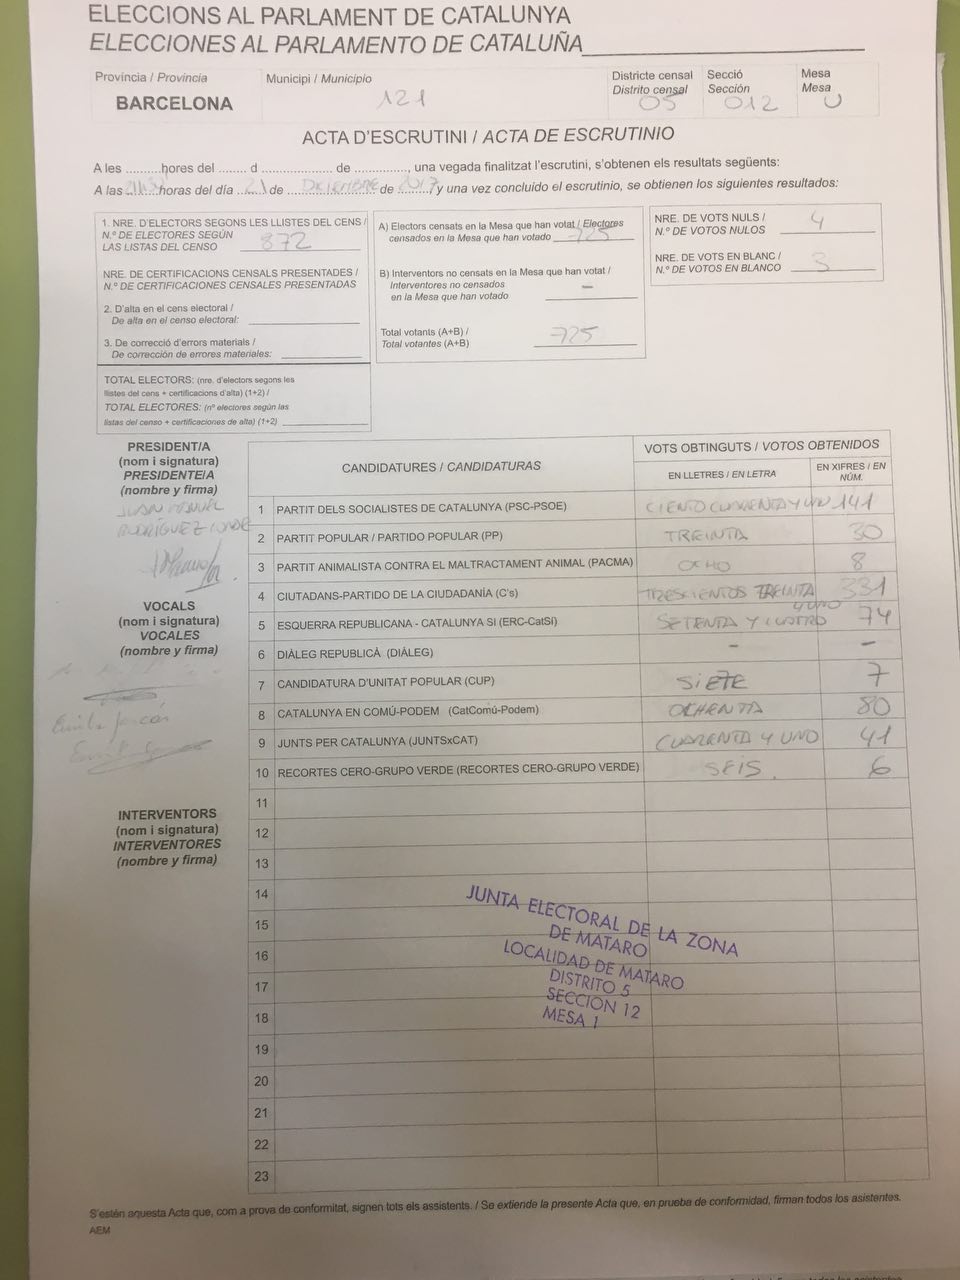 ELECCIONS AL PARLAMENT DE CATALUNYA
ELECCIONES AL PARLAMENTO DE CATALUÑA
Provincia / Provincia
BARCELONA
Municipi / Municipio
121
Districte censal
Distrito censal
05
Secció
Sección
012
Mesa
Mesa
U
ACTA D'ESCRUTINI / ACTA DE ESCRUTINIO
A les ..........hores del ........ d .................... de ..............., una vegada finalitzat l'escrutini, s'obtenen els resultats següents:
A las horas del día 21 de DICIEMBRE de 2017 y una vez concluido el escrutinio, se obtienen los siguientes resultados:
1. NRE. D'ELECTORS SEGONS LES LLISTES DEL CENS /
N.º DE ELECTORES SEGÚN
LAS LISTAS DEL CENSO 872
NRE. DE CERTIFICACIONS CENSALS PRESENTADES /
N.º DE CERTIFICACIONES CENSALES PRESENTADAS
2. D'alta en el cens electoral /
De alta en el censo electoral:
3. De correcció d'errors materials /
De corrección de errores materiales:
TOTAL ELECTORS: (nre. d'electors segons les
llistes del cens + certificacions d'alta) (1+2) /
TOTAL ELECTORES: (nº electores según las
listas del censo + certificaciones de alta) (1+2)
A) Electors censats en la Mesa que han votat / Electores
censados en la Mesa que han votado 725
B) Interventors no censats en la Mesa que han votat /
Interventores no censados
en la Mesa que han votado -
Total votants (A+B) /
Total votantes (A+B) 725
NRE. DE VOTS NULS /
N.º DE VOTOS NULOS 4
NRE. DE VOTS EN BLANC /
N.º DE VOTOS EN BLANCO 3
PRESIDENT/A
(nom i signatura)
PRESIDENTE/A
(nombre y firma)
JUAN MANUEL
RODRÍGUEZ CONDE
VOCALS
(nom i signatura)
VOCALES
(nombre y firma)
INTERVENTORS
(nom i signatura)
INTERVENTORES
(nombre y firma)
CANDIDATURES / CANDIDATURAS
VOTS OBTINGUTS / VOTOS OBTENIDOS
EN LLETRES / EN LETRA
EN XIFRES / EN
NÚM.
1 PARTIT DELS SOCIALISTES DE CATALUNYA (PSC-PSOE) CIENTO CUARENTA Y UNO 141
2 PARTIT POPULAR / PARTIDO POPULAR (PP) TREINTA 30
3 PARTIT ANIMALISTA CONTRA EL MALTRACTAMENT ANIMAL (PACMA) OCHO 8
4 CIUTADANS-PARTIDO DE LA CIUDADANÍA (C's) TRESCIENTOS TREINTA Y UNO 331
5 ESQUERRA REPUBLICANA - CATALUNYA SI (ERC-CatSÍ) SETENTA Y CUATRO 74
6 DIÀLEG REPUBLICÀ (DIÀLEG) - -
7 CANDIDATURA D'UNITAT POPULAR (CUP) SIETE 7
8 CATALUNYA EN COMÚ-PODEM (CatComú-Podem) OCHENTA 80
9 JUNTS PER CATALUNYA (JUNTSxCAT) CUARENTA Y UNO 41
10 RECORTES CERO-GRUPO VERDE (RECORTES CERO-GRUPO VERDE) SEIS. 6
11
12
13
14
15
16
17
18
19
20
21
22
23
JUNTA ELECTORAL DE LA ZONA
DE MATARO
LOCALIDAD DE MATARO
DISTRITO 5
SECCION 12
MESA 1
S'estén aquesta Acta que, com a prova de conformitat, signen tots els assistents. / Se extiende la presente Acta que, en prueba de conformidad, firman todos los asistentes.
AEM